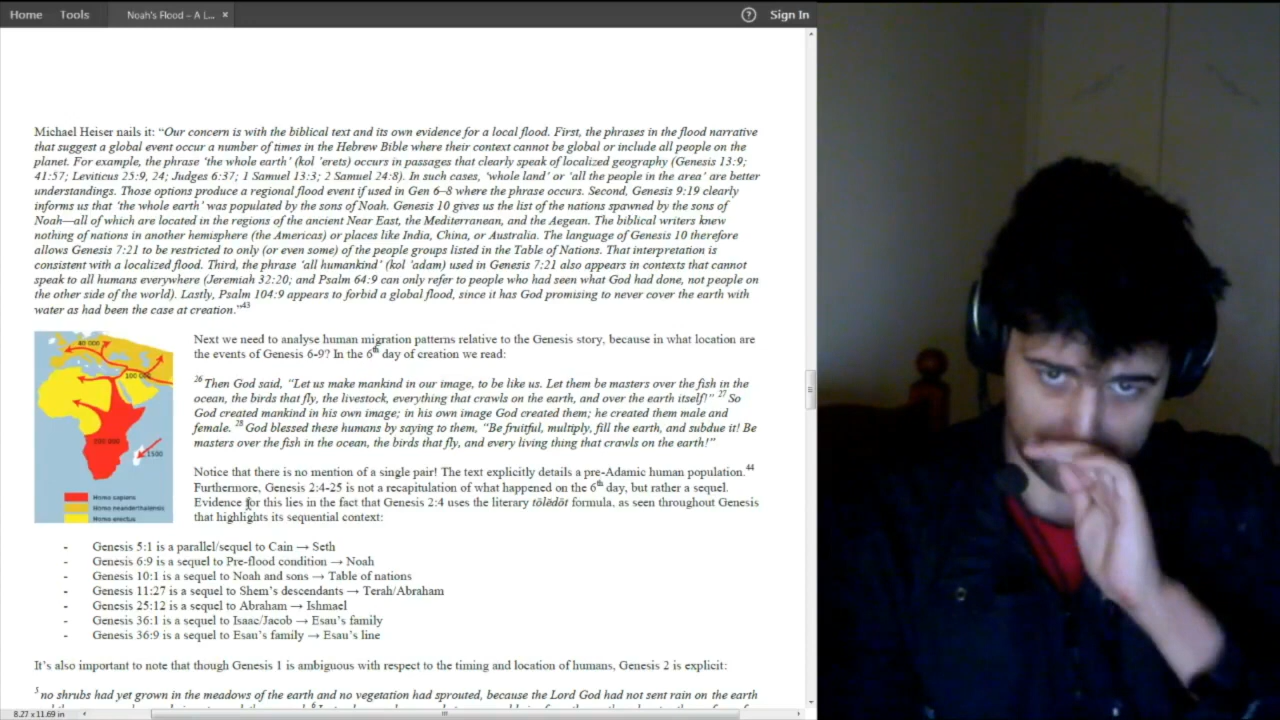 Home Tools Noah's Flood – A L... × ? Sign In
Michael Heiser nails it: “Our concern is with the biblical text and its own evidence for a local flood. First, the phrases in the flood narrative
that suggest a global event occur a number of times in the Hebrew Bible where their context cannot be global or include all people on the
planet. For example, the phrase ‘the whole earth’ (kol ’erets) occurs in passages that clearly speak of localized geography (Genesis 13:9;
41:57; Leviticus 25:9, 24; Judges 6:37; 1 Samuel 13:3; 2 Samuel 24:8). In such cases, ‘whole land’ or ‘all the people in the area’ are better
understandings. Those options produce a regional flood event if used in Gen 6–8 where the phrase occurs. Second, Genesis 9:19 clearly
informs us that ‘the whole earth’ was populated by the sons of Noah. Genesis 10 gives us the list of the nations spawned by the sons of
Noah—all of which are located in the regions of the ancient Near East, the Mediterranean, and the Aegean. The biblical writers knew
nothing of nations in another hemisphere (the Americas) or places like India, China, or Australia. The language of Genesis 10 therefore
allows Genesis 7:21 to be restricted to only (or even some) of the people groups listed in the Table of Nations. That interpretation is
consistent with a localized flood. Third, the phrase ‘all humankind’ (kol ’adam) used in Genesis 7:21 also appears in contexts that cannot
speak to all humans everywhere (Jeremiah 32:20; and Psalm 64:9 can only refer to people who had seen what God had done, not people on
the other side of the world). Lastly, Psalm 104:9 appears to forbid a global flood, since it has God promising to never cover the earth with
water as had been the case at creation.”43
40 000
100 000
200 000
1500
Homo sapiens
Homo neanderthalensis
Homo erectus
Next we need to analyse human migration patterns relative to the Genesis story, because in what location are
the events of Genesis 6-9? In the 6th day of creation we read:
26 Then God said, “Let us make mankind in our image, to be like us. Let them be masters over the fish in the
ocean, the birds that fly, the livestock, everything that crawls on the earth, and over the earth itself!” 27 So
God created mankind in his own image; in his own image God created them; he created them male and
female. 28 God blessed these humans by saying to them, “Be fruitful, multiply, fill the earth, and subdue it! Be
masters over the fish in the ocean, the birds that fly, and every living thing that crawls on the earth!”
Notice that there is no mention of a single pair! The text explicitly details a pre-Adamic human population.44
Furthermore, Genesis 2:4-25 is not a recapitulation of what happened on the 6th day, but rather a sequel.
Evidence for this lies in the fact that Genesis 2:4 uses the literary tōlĕdōt formula, as seen throughout Genesis
that highlights its sequential context:
- Genesis 5:1 is a parallel/sequel to Cain → Seth
- Genesis 6:9 is a sequel to Pre-flood condition → Noah
- Genesis 10:1 is a sequel to Noah and sons → Table of nations
- Genesis 11:27 is a sequel to Shem’s descendants → Terah/Abraham
- Genesis 25:12 is a sequel to Abraham → Ishmael
- Genesis 36:1 is a sequel to Isaac/Jacob → Esau’s family
- Genesis 36:9 is a sequel to Esau’s family → Esau’s line
It’s also important to note that though Genesis 1 is ambiguous with respect to the timing and location of humans, Genesis 2 is explicit:
5 no shrubs had yet grown in the meadows of the earth and no vegetation had sprouted, because the Lord God had not sent rain on the earth
8.27 x 11.69 in